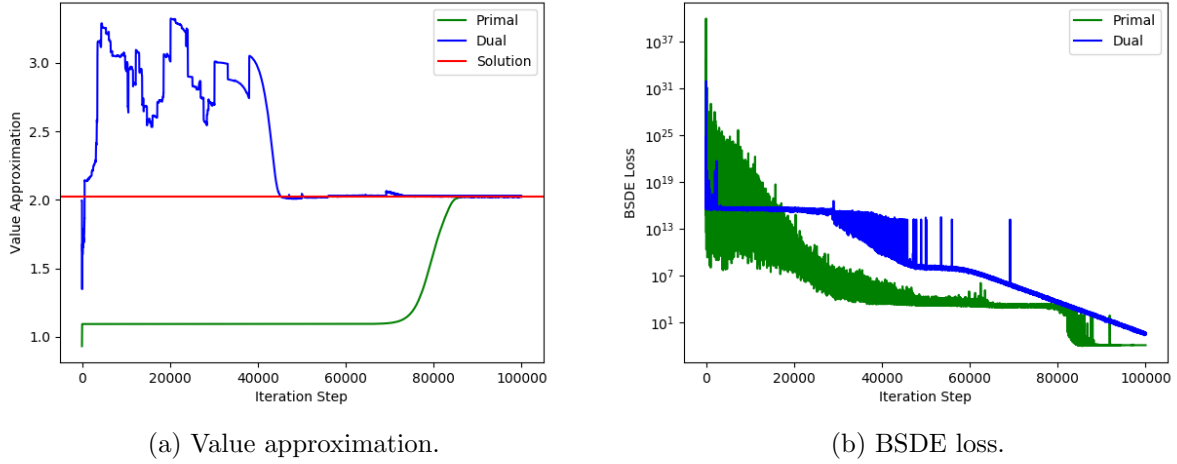 Value Approximation
3.0
2.5
2.0
1.5
1.0
0
20000
40000
60000
80000
100000
Iteration Step
Primal
Dual
Solution
(a) Value approximation.
BSDE Loss
10^37
10^31
10^25
10^19
10^13
10^7
10^1
0
20000
40000
60000
80000
100000
Iteration Step
Primal
Dual
(b) BSDE loss.